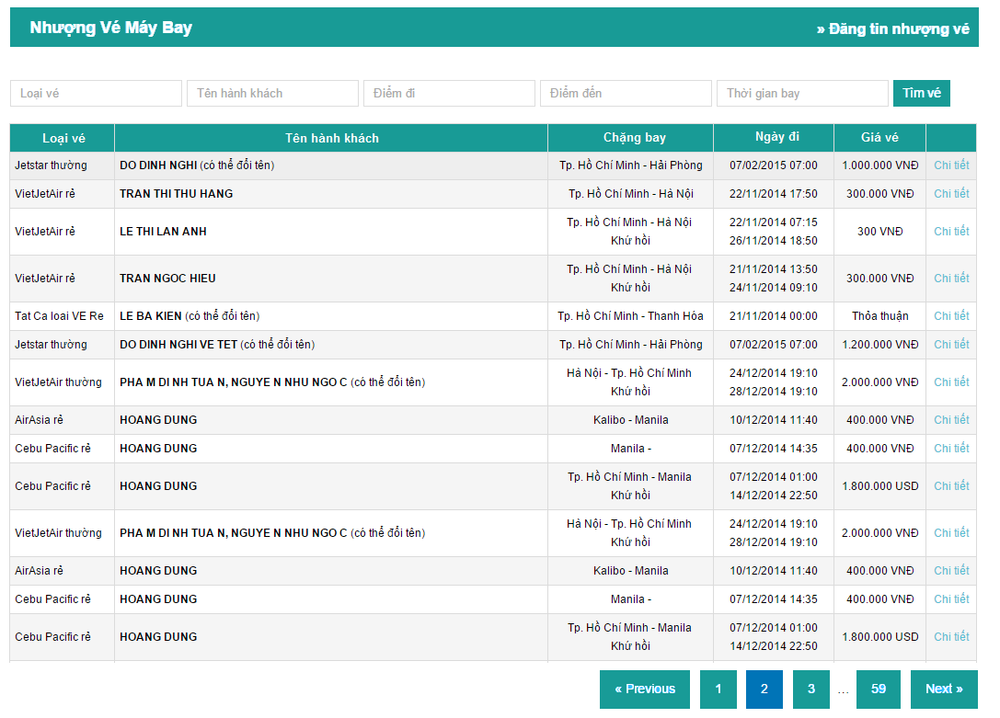 Nhượng Vé Máy Bay » Đăng tin nhượng vé
Loại vé Tên hành khách Điểm đi Điểm đến Thời gian bay Tìm vé
Loại vé Tên hành khách Chặng bay Ngày đi Giá vé
Jetstar thường DO DINH NGHI (có thể đổi tên) Tp. Hồ Chí Minh - Hải Phòng 07/02/2015 07:00 1.000.000 VNĐ Chi tiết
VietJetAir rẻ TRAN THI THU HANG Tp. Hồ Chí Minh - Hà Nội 22/11/2014 17:50 300.000 VNĐ Chi tiết
VietJetAir rẻ LE THI LAN ANH Tp. Hồ Chí Minh - Hà Nội 22/11/2014 07:15 300 VNĐ Chi tiết
Khứ hồi 26/11/2014 18:50
VietJetAir rẻ TRAN NGOC HIEU Tp. Hồ Chí Minh - Hà Nội 21/11/2014 13:50 300.000 VNĐ Chi tiết
Khứ hồi 24/11/2014 09:10
Tat Ca loai VE Re LE BA KIEN (có thể đổi tên) Tp. Hồ Chí Minh - Thanh Hóa 21/11/2014 00:00 Thỏa thuận Chi tiết
Jetstar thường DO DINH NGHI VE TET (có thể đổi tên) Tp. Hồ Chí Minh - Hải Phòng 07/02/2015 07:00 1.200.000 VNĐ Chi tiết
VietJetAir thường PHA M DI NH TUA N, NGUYE N NHU NGO C (có thể đổi tên) Hà Nội - Tp. Hồ Chí Minh 24/12/2014 19:10 2.000.000 VNĐ Chi tiết
Khứ hồi 28/12/2014 19:10
AirAsia rẻ HOANG DUNG Kalibo - Manila 10/12/2014 11:40 400.000 VNĐ Chi tiết
Cebu Pacific rẻ HOANG DUNG Manila - 07/12/2014 14:35 400.000 VNĐ Chi tiết
Cebu Pacific rẻ HOANG DUNG Tp. Hồ Chí Minh - Manila 07/12/2014 01:00 1.800.000 USD Chi tiết
Khứ hồi 14/12/2014 22:50
VietJetAir thường PHA M DI NH TUA N, NGUYE N NHU NGO C (có thể đổi tên) Hà Nội - Tp. Hồ Chí Minh 24/12/2014 19:10 2.000.000 VNĐ Chi tiết
Khứ hồi 28/12/2014 19:10
AirAsia rẻ HOANG DUNG Kalibo - Manila 10/12/2014 11:40 400.000 VNĐ Chi tiết
Cebu Pacific rẻ HOANG DUNG Manila - 07/12/2014 14:35 400.000 VNĐ Chi tiết
Cebu Pacific rẻ HOANG DUNG Tp. Hồ Chí Minh - Manila 07/12/2014 01:00 1.800.000 USD Chi tiết
Khứ hồi 14/12/2014 22:50
« Previous 1 2 3 ... 59 Next »